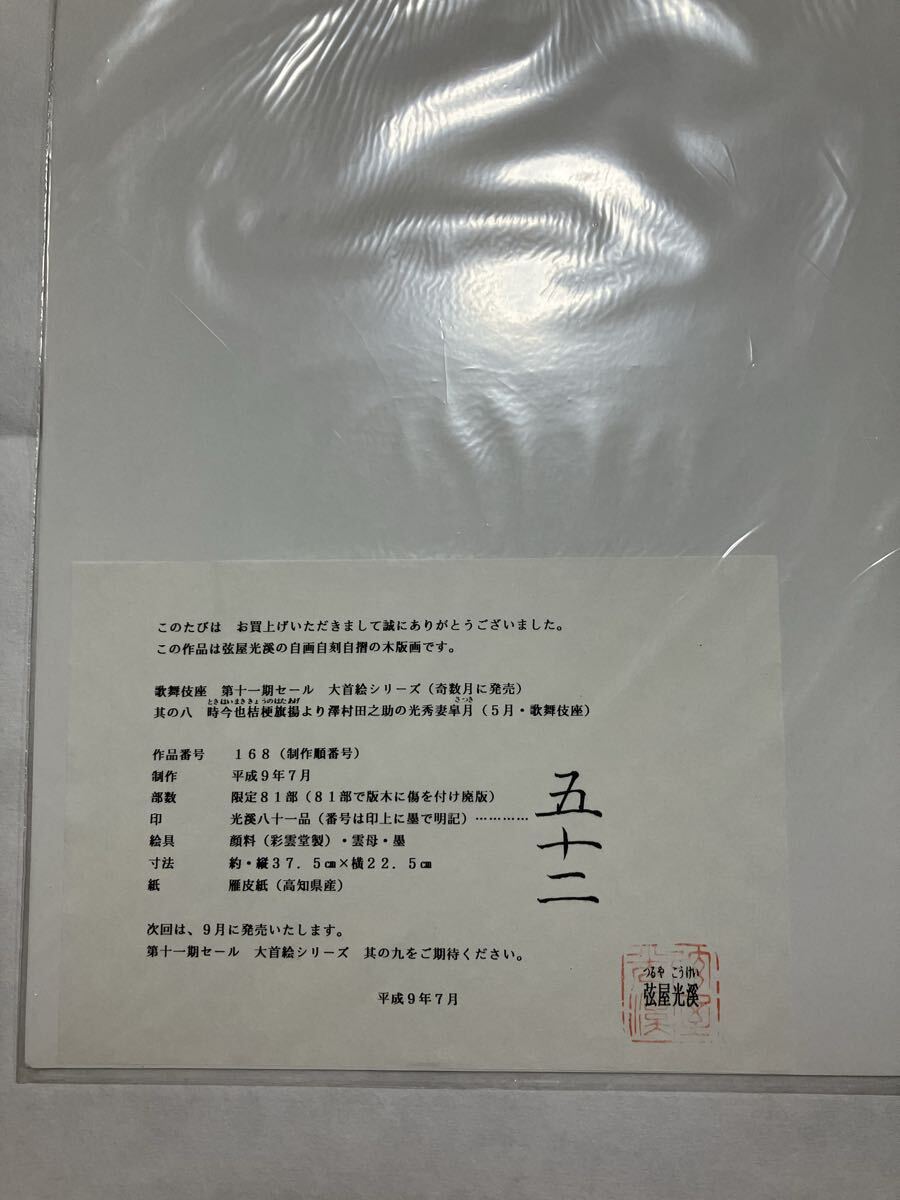 このたびは　お買上げいただきまして誠にありがとうございました。
この作品は弦屋光溪の自画自刻自摺の木版画です。
歌舞伎座　第十一期セール　大首絵シリーズ（奇数月に発売）
ときはいまききょうのはたあげ　さつき
其の八　時今也桔梗旗揚より澤村田之助の光秀妻皐月（５月・歌舞伎座）
作品番号　１６８（制作順番号）
制作　平成９年７月
部数　限定８１部（８１部で版木に傷を付け廃版）
印　光溪八十一品（番号は印上に墨で明記）…………
五十二
絵具　顔料（彩雲堂製）・雲母・墨
寸法　約・縦３７．５㎝×横２２．５㎝
紙　雁皮紙（高知県産）
次回は、９月に発売いたします。
第十一期セール　大首絵シリーズ　其の九をご期待ください。
平成９年７月
つるや　こうけい
弦屋光溪